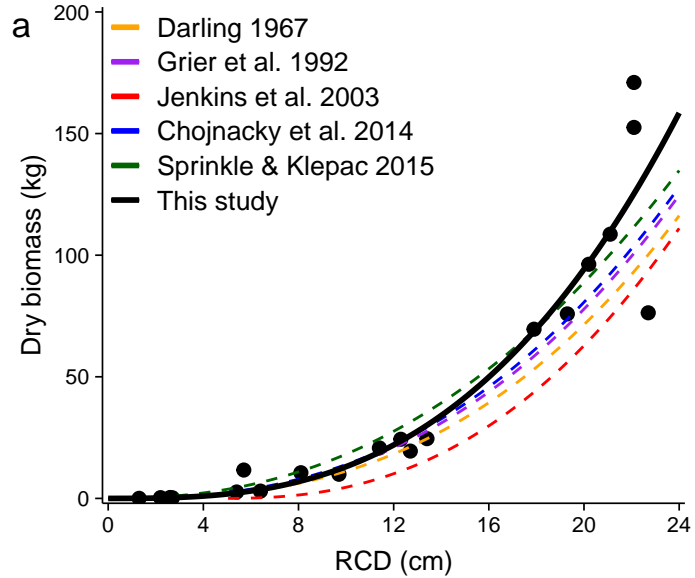 a
Darling 1967
Grier et al. 1992
Jenkins et al. 2003
Chojnacky et al. 2014
Sprinkle & Klepac 2015
This study
Dry biomass (kg)
200
150
100
50
0
0 4 8 12 16 20 24
RCD (cm)